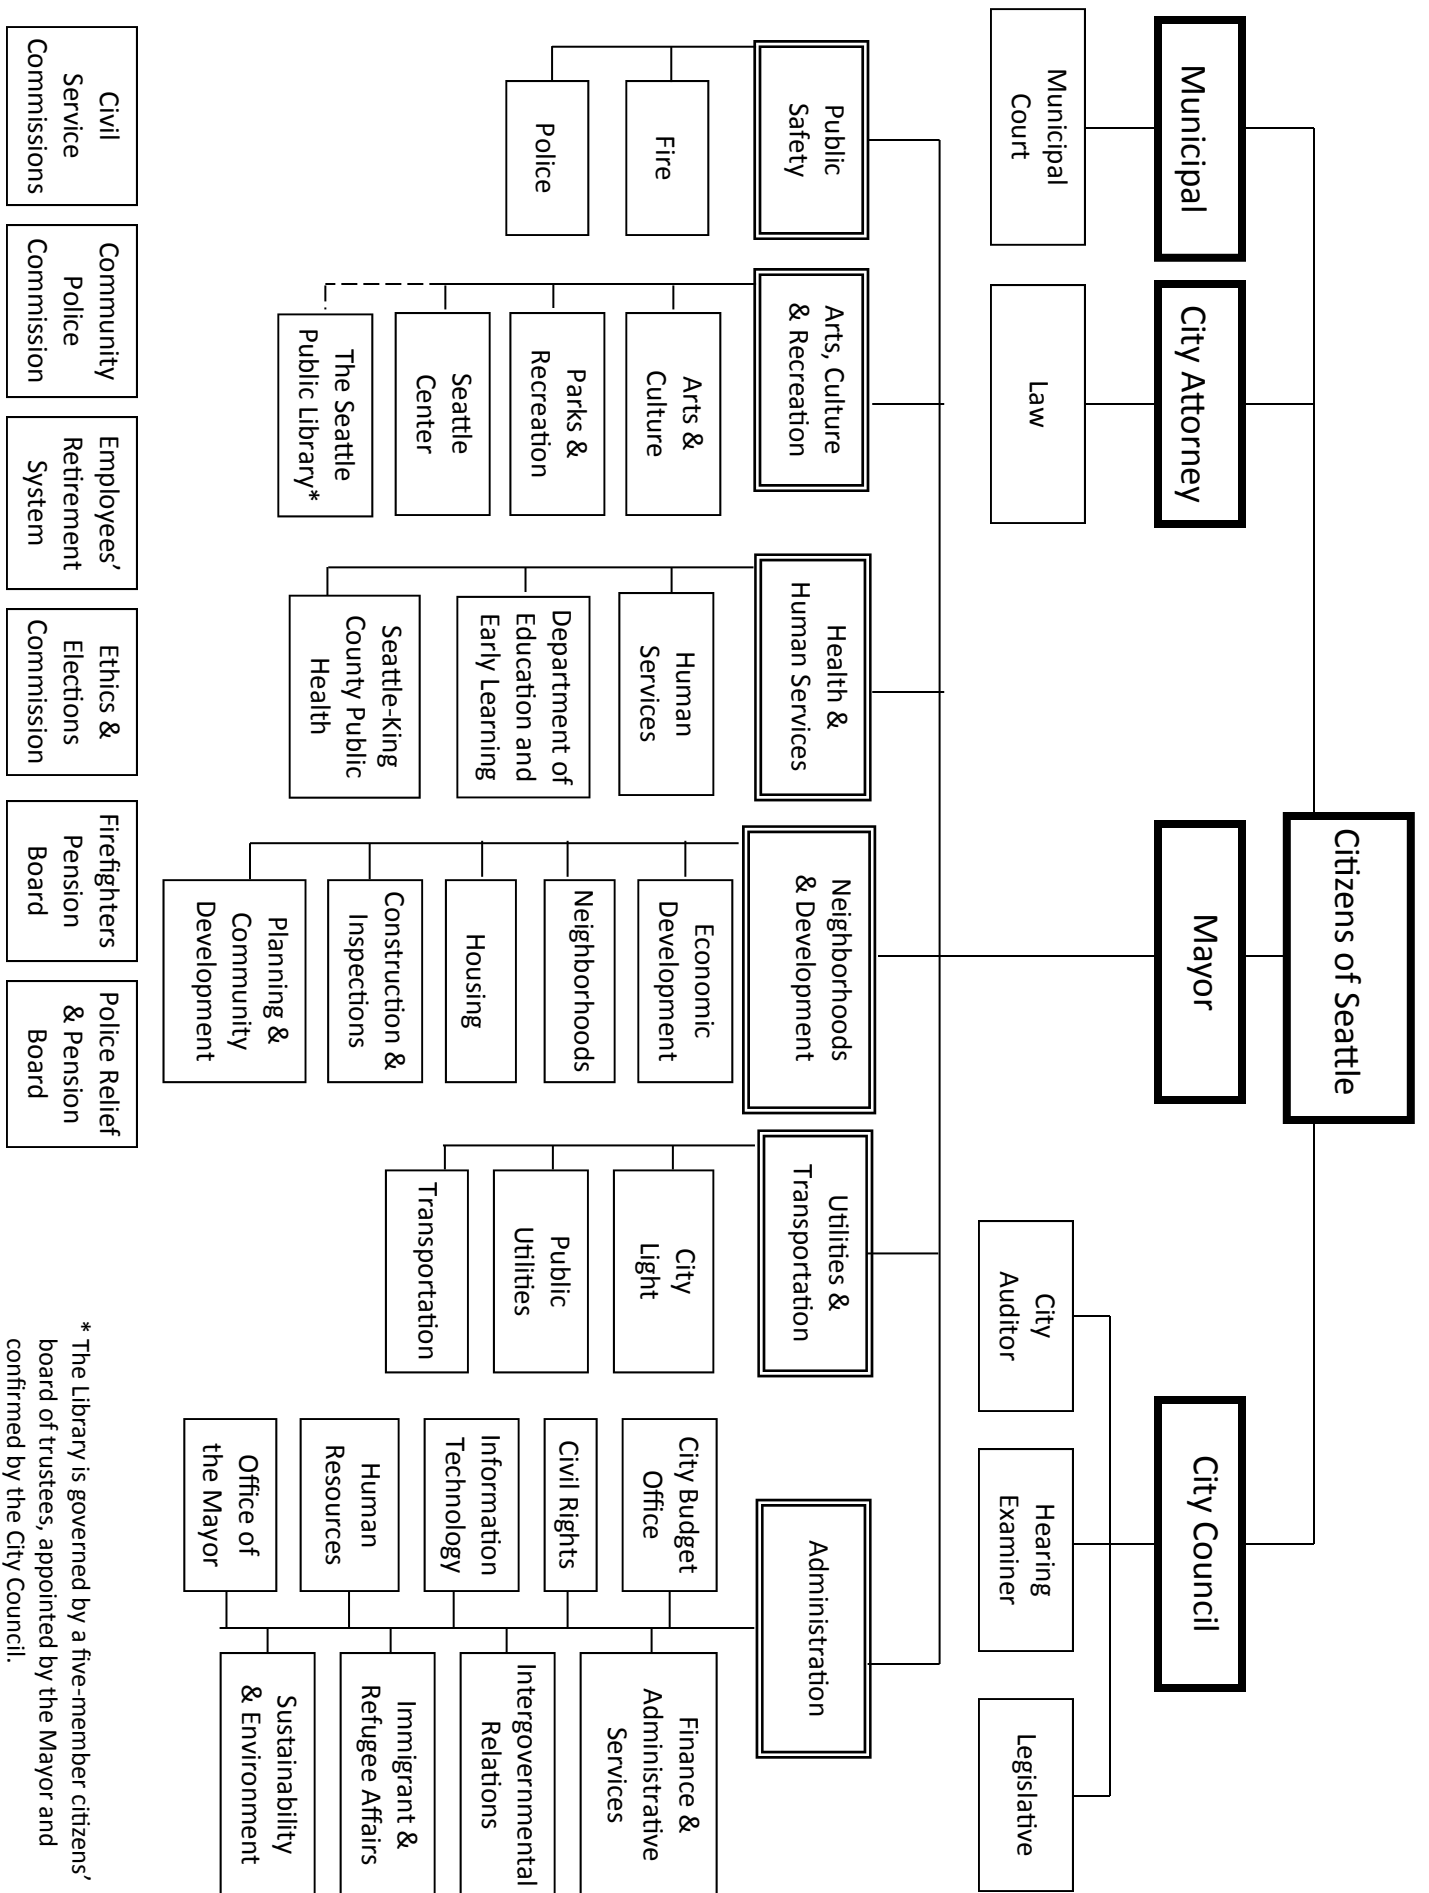 Citizens of Seattle
Municipal
City Attorney
Mayor
City Council
Municipal
Court
Law
City
Auditor
Hearing
Examiner
Legislative
Public
Safety
Fire
Police
Arts, Culture
& Recreation
Arts &
Culture
Parks &
Recreation
Seattle
Center
The Seattle
Public Library*
Health &
Human Services
Human
Services
Department of
Education and
Early Learning
Seattle-King
County Public
Health
Neighborhoods
& Development
Economic
Development
Neighborhoods
Housing
Construction &
Inspections
Planning &
Community
Development
Utilities &
Transportation
City
Light
Public
Utilities
Transportation
Administration
City Budget
Office
Civil Rights
Information
Technology
Human
Resources
Office of
the Mayor
Finance &
Administrative
Services
Intergovernmental
Relations
Immigrant &
Refugee Affairs
Sustainability
& Environment
Civil
Service
Commissions
Community
Police
Commission
Employees’
Retirement
System
Ethics &
Elections
Commission
Firefighters
Pension
Board
Police Relief
& Pension
Board
* The Library is governed by a five-member citizens’
board of trustees, appointed by the Mayor and
confirmed by the City Council.